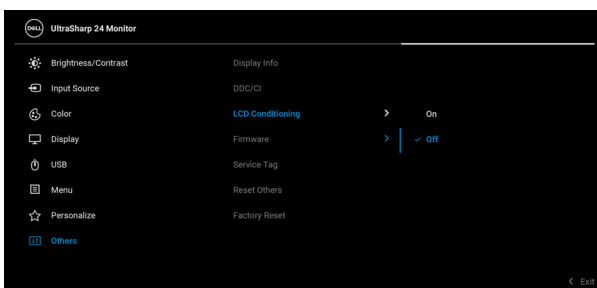 DELL UltraSharp 24 Monitor
Brightness/Contrast Display Info
Input Source DDC/CI
Color LCD Conditioning > On
Display Firmware > ✓ Off
USB Service Tag
Menu Reset Others
Personalize Factory Reset
Others
< Exit